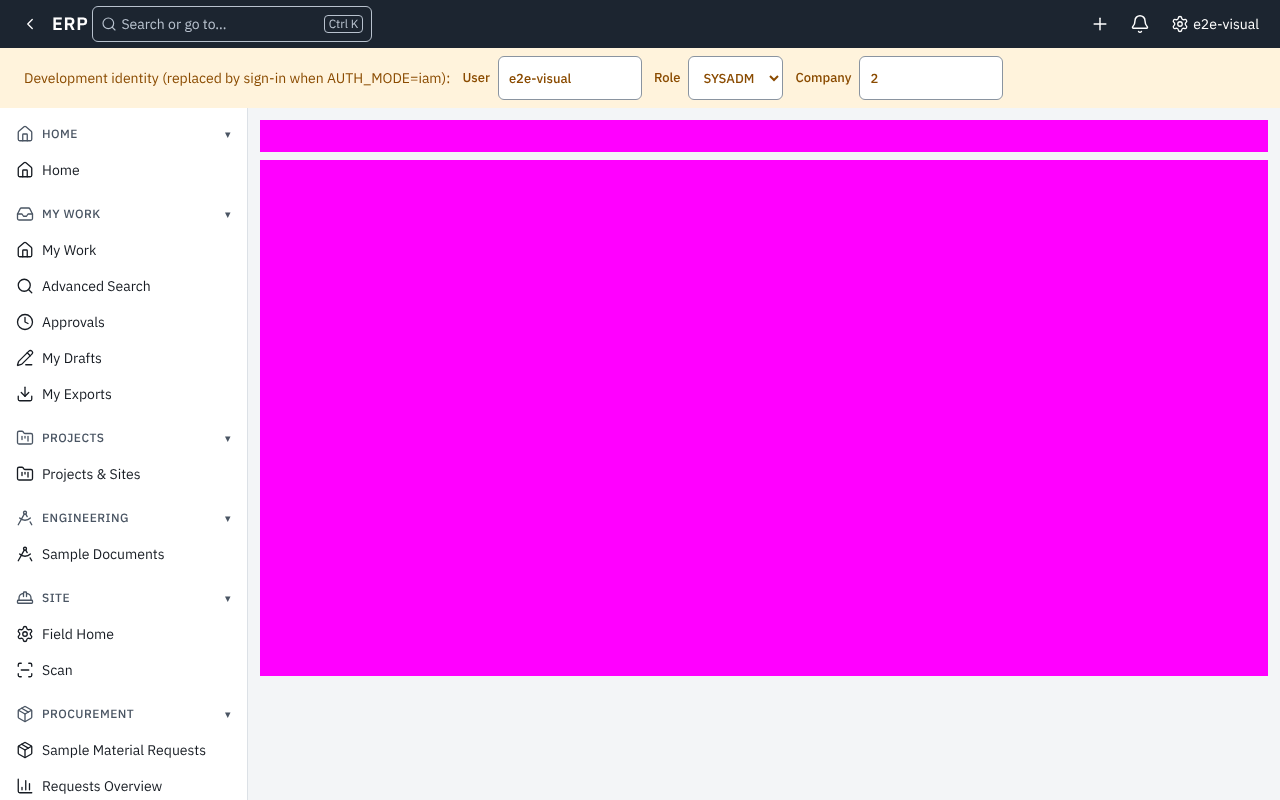 ERP Search or go to... Ctrl K e2e-visual
Development identity (replaced by sign-in when AUTH_MODE=iam): User e2e-visual Role SYSADM Company 2
HOME
Home
MY WORK
My Work
Advanced Search
Approvals
My Drafts
My Exports
PROJECTS
Projects & Sites
ENGINEERING
Sample Documents
SITE
Field Home
Scan
PROCUREMENT
Sample Material Requests
Requests Overview